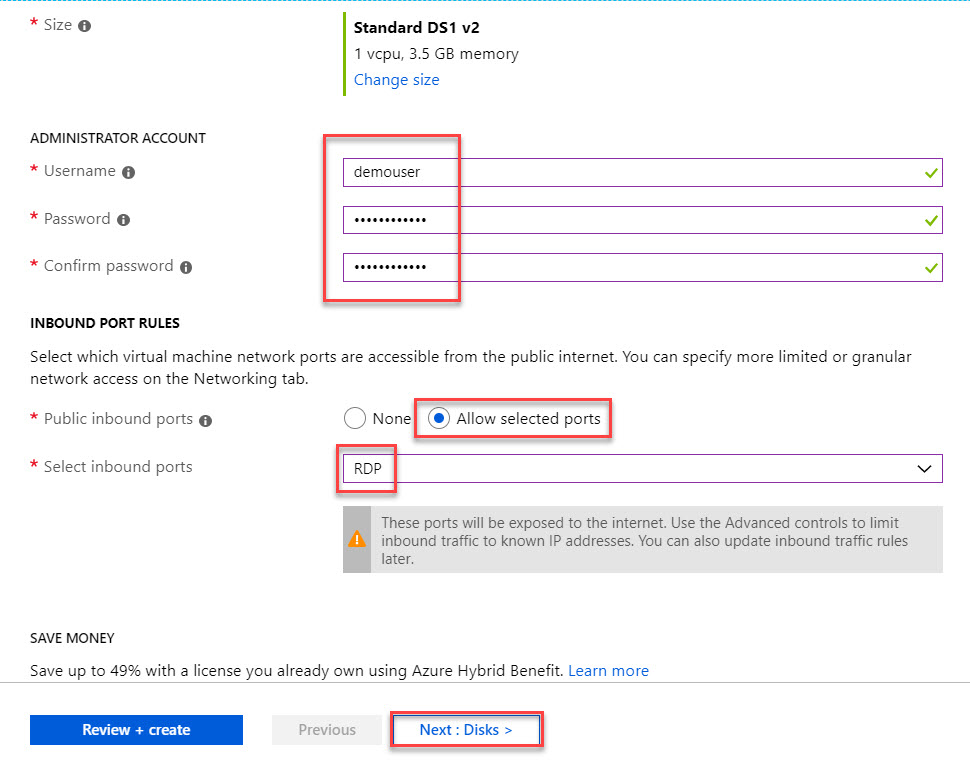 * Size
Standard DS1 v2
1 vcpu, 3.5 GB memory
Change size
ADMINISTRATOR ACCOUNT
* Username
demouser
* Password
••••••••••••
* Confirm password
••••••••••••
INBOUND PORT RULES
Select which virtual machine network ports are accessible from the public internet. You can specify more limited or granular
network access on the Networking tab.
* Public inbound ports
None
Allow selected ports
* Select inbound ports
RDP
These ports will be exposed to the internet. Use the Advanced controls to limit
inbound traffic to known IP addresses. You can also update inbound traffic rules
later.
SAVE MONEY
Save up to 49% with a license you already own using Azure Hybrid Benefit. Learn more
Review + create
Previous
Next : Disks >